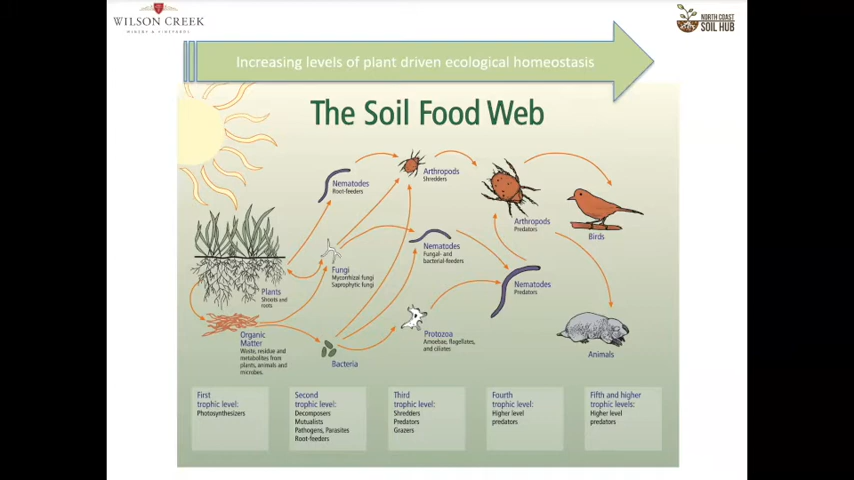 WILSON CREEK
WINERY & VINEYARDS
NORTH COAST
SOIL HUB
Increasing levels of plant driven ecological homeostasis
The Soil Food Web
Nematodes
Root-feeders
Arthropods
Shredders
Arthropods
Predators
Birds
Nematodes
Fungal- and
bacterial-feeders
Fungi
Mycorrhizal fungi
Saprophytic fungi
Plants
Shoots and
roots
Nematodes
Predators
Organic
Matter
Waste, residue and
metabolites from
plants, animals and
microbes.
Bacteria
Protozoa
Amoebae, flagellates,
and ciliates
Animals
First
trophic level:
Photosynthesizers
Second
trophic level:
Decomposers
Mutualists
Pathogens, Parasites
Root-feeders
Third
trophic level:
Shredders
Predators
Grazers
Fourth
trophic level:
Higher level
predators
Fifth and higher
trophic levels:
Higher level
predators